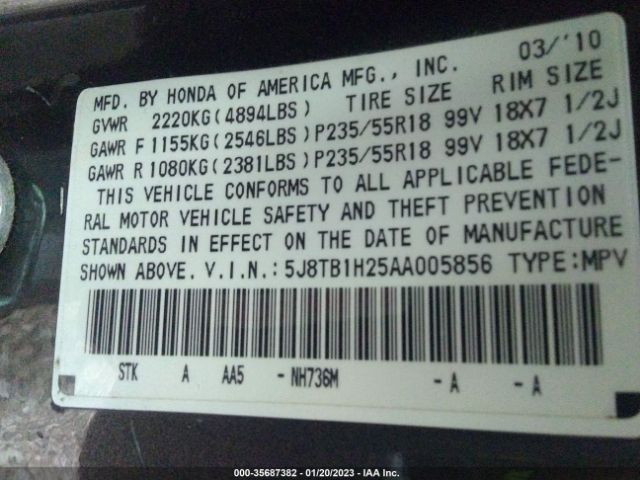 MFD. BY HONDA OF AMERICA MFG., INC. 03/'10
GVWR 2220KG(4894LBS) TIRE SIZE RIM SIZE
GAWR F1155KG(2546LBS)P235/55R18 99V 18X7 1/2J
GAWR R1080KG(2381LBS)P235/55R18 99V 18X7 1/2J
THIS VEHICLE CONFORMS TO ALL APPLICABLE FEDE-
RAL MOTOR VEHICLE SAFETY AND THEFT PREVENTION
STANDARDS IN EFFECT ON THE DATE OF MANUFACTURE
SHOWN ABOVE. V.I.N.:5J8TB1H25AA005856 TYPE:MPV
STK A AA5 - NH736M - A - A
000-35687382 - 01/20/2023 - IAA Inc.